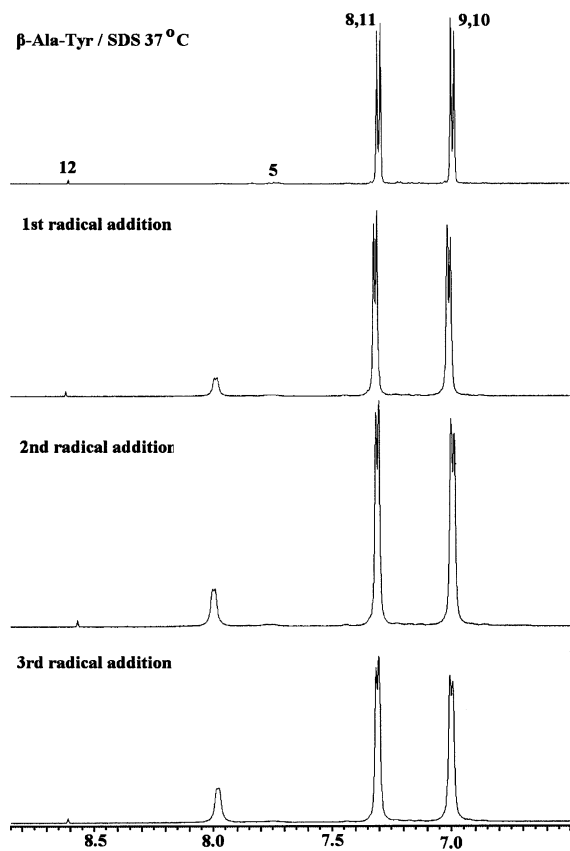 8,11 9,10
β-Ala-Tyr / SDS 37 °C
12 5
1st radical addition
2nd radical addition
3rd radical addition
8.5 8.0 7.5 7.0